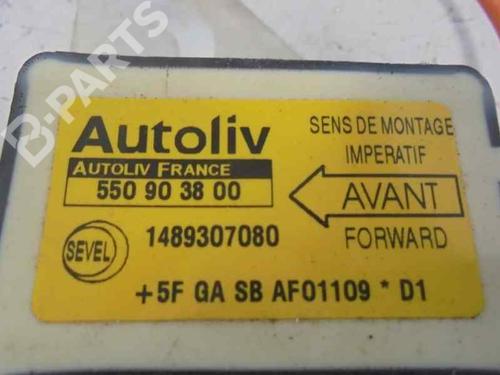 B-PARTS
Autoliv
AUTOLIV FRANCE
550 90 38 00
SEVEL
1489307080
SENS DE MONTAGE
IMPERATIF
AVANT
FORWARD
+5F GA SB AF01109 * D1